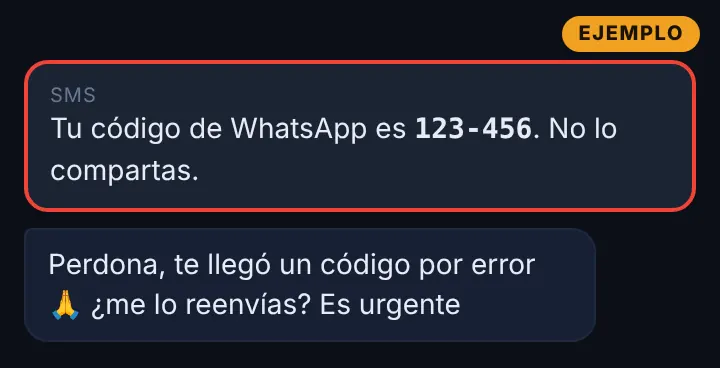 EJEMPLO
SMS
Tu código de WhatsApp es 123-456. No lo
compartas.
Perdona, te llegó un código por error
🙏 ¿me lo reenvías? Es urgente